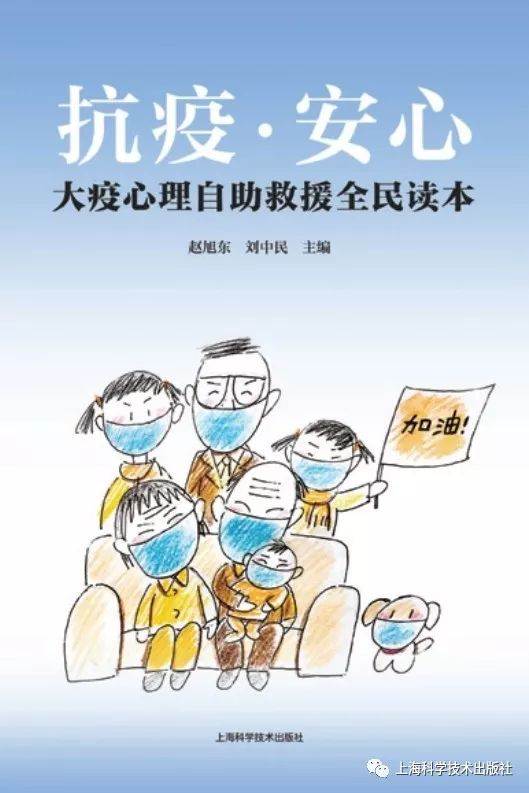 抗疫·安心
大疫心理自助救援全民读本
赵旭东 刘中民 主编
加油!
上海科学技术出版社
上海科学技术出版社